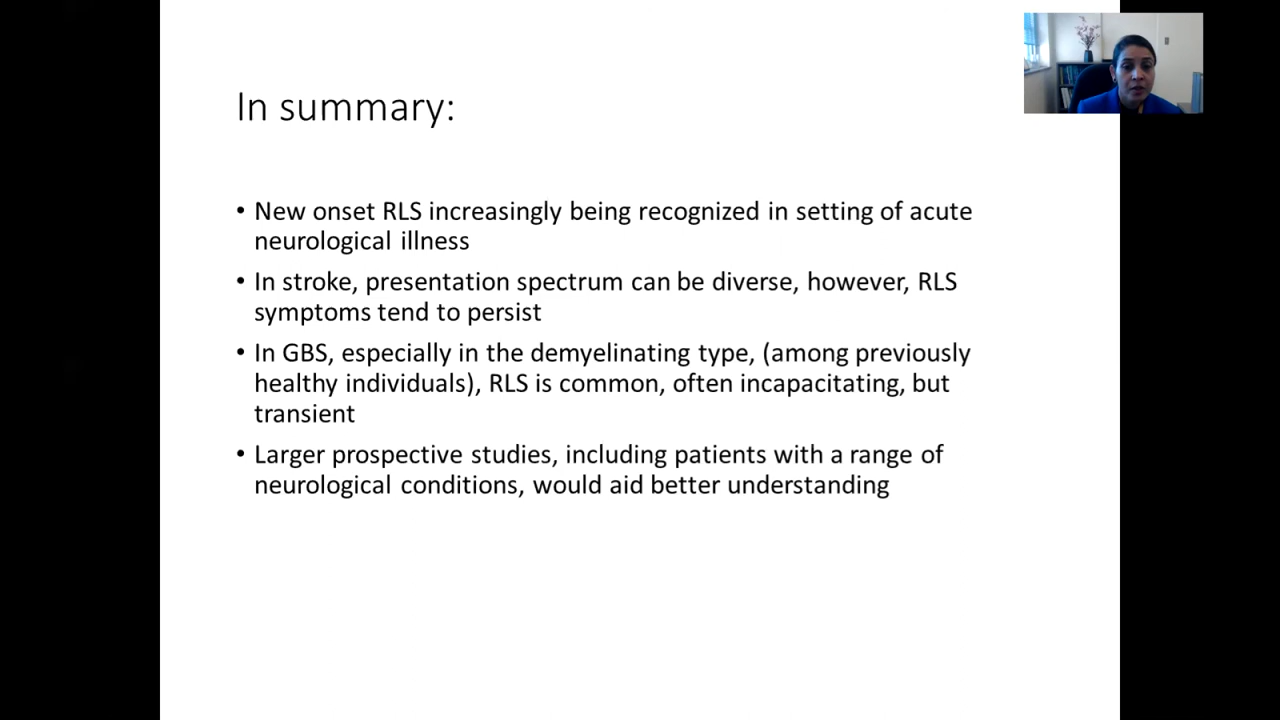 In summary:
• New onset RLS increasingly being recognized in setting of acute
neurological illness
• In stroke, presentation spectrum can be diverse, however, RLS
symptoms tend to persist
• In GBS, especially in the demyelinating type, (among previously
healthy individuals), RLS is common, often incapacitating, but
transient
• Larger prospective studies, including patients with a range of
neurological conditions, would aid better understanding